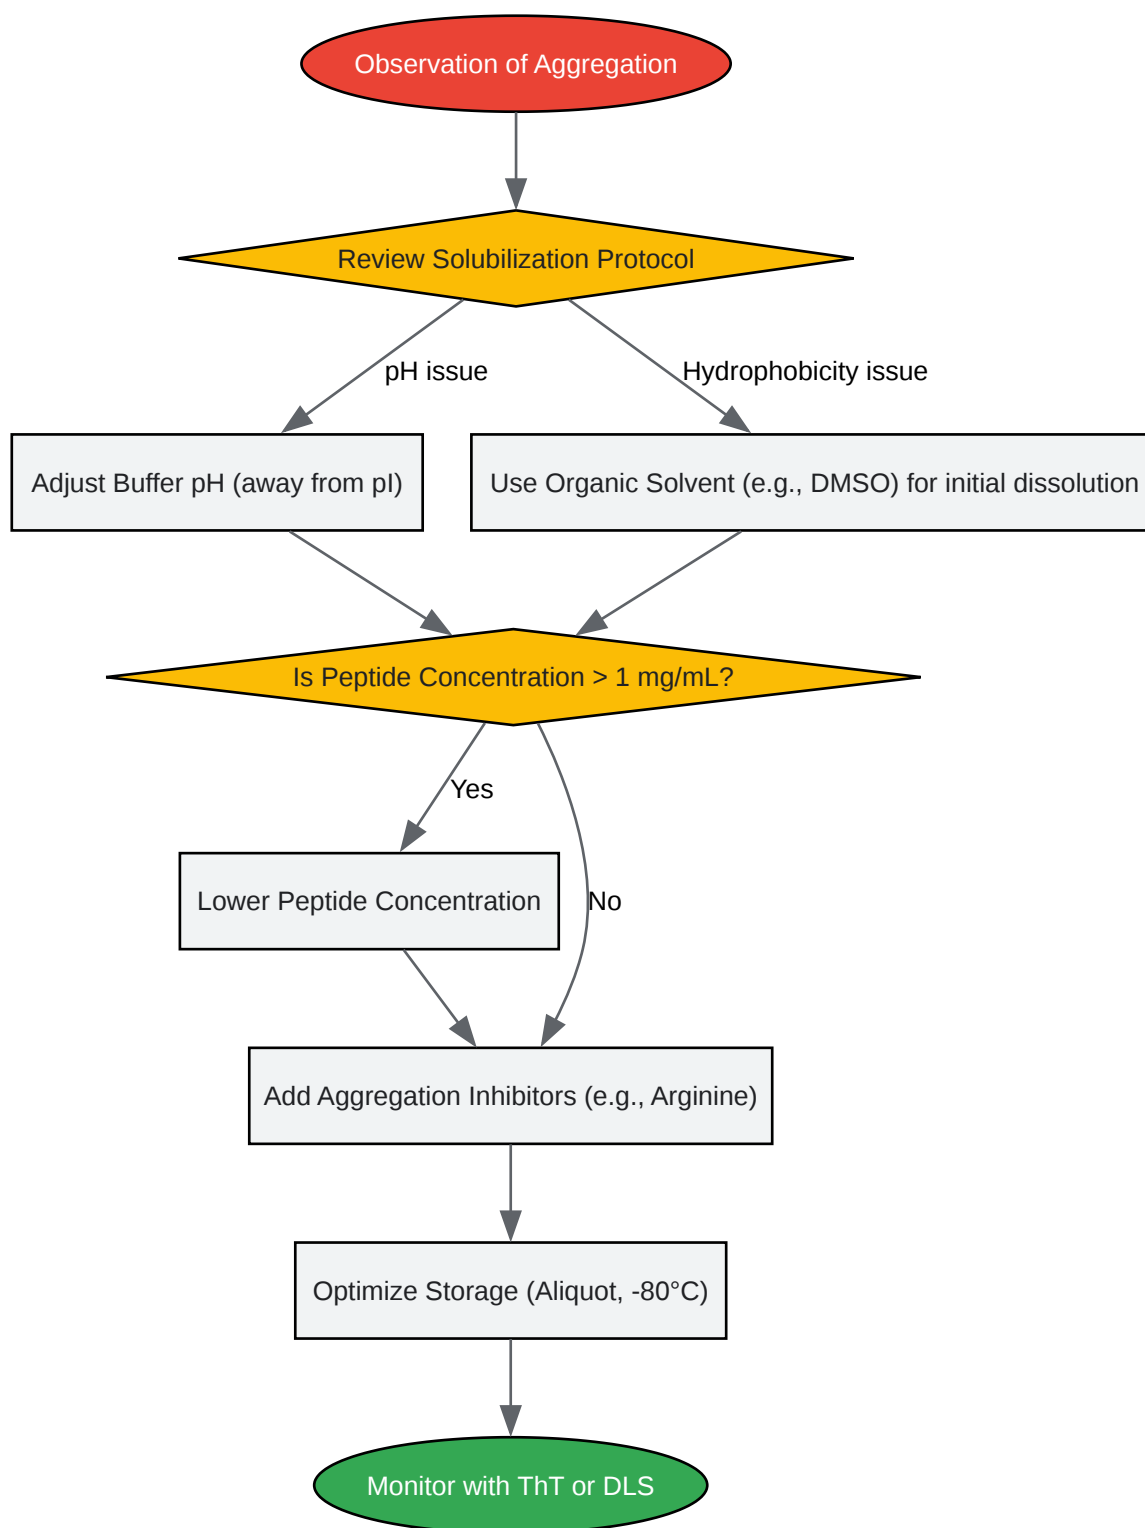 Observation of Aggregation
Review Solubilization Protocol
pH issue
Hydrophobicity issue
Adjust Buffer pH (away from pI)
Use Organic Solvent (e.g., DMSO) for initial dissolution
Is Peptide Concentration > 1 mg/mL?
Yes
Lower Peptide Concentration
No
Add Aggregation Inhibitors (e.g., Arginine)
Optimize Storage (Aliquot, -80°C)
Monitor with ThT or DLS